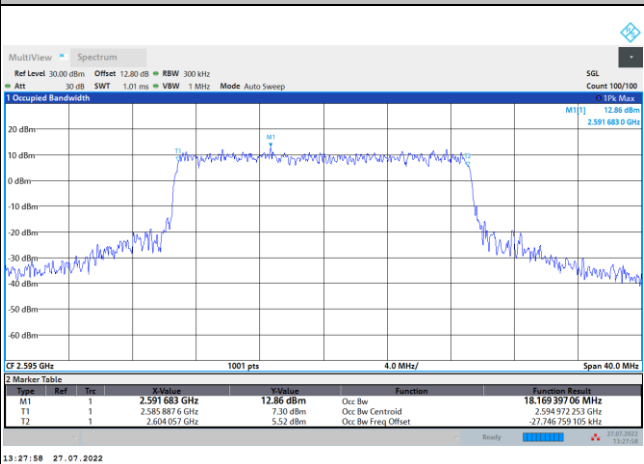 MultiView Spectrum
Ref Level 30.00 dBm Offset 12.80 dB RBW 300 kHz SGL
Att 30 dB SWT 1.01 ms VBW 1 MHz Mode Auto Sweep Count 100/100
1 Occupied Bandwidth 1Pk Max
M1[1] 12.86 dBm
2.591 683 0 GHz
20 dBm
M1
T1 T2
10 dBm
0 dBm
-10 dBm
-20 dBm
-30 dBm
-40 dBm
-50 dBm
-60 dBm
CF 2.595 GHz 1001 pts 4.0 MHz/ Span 40.0 MHz
2 Marker Table
Type Ref Trc X-Value Y-Value Function Function Result
M1 1 2.591 683 GHz 12.86 dBm Occ Bw 18.169 397 06 MHz
T1 1 2.585 887 6 GHz 7.30 dBm Occ Bw Centroid 2.594 972 253 GHz
T2 1 2.604 057 GHz 5.52 dBm Occ Bw Freq Offset -27.746 759 105 kHz
Ready 27.07.2022
13:27:58
13:27:58 27.07.2022